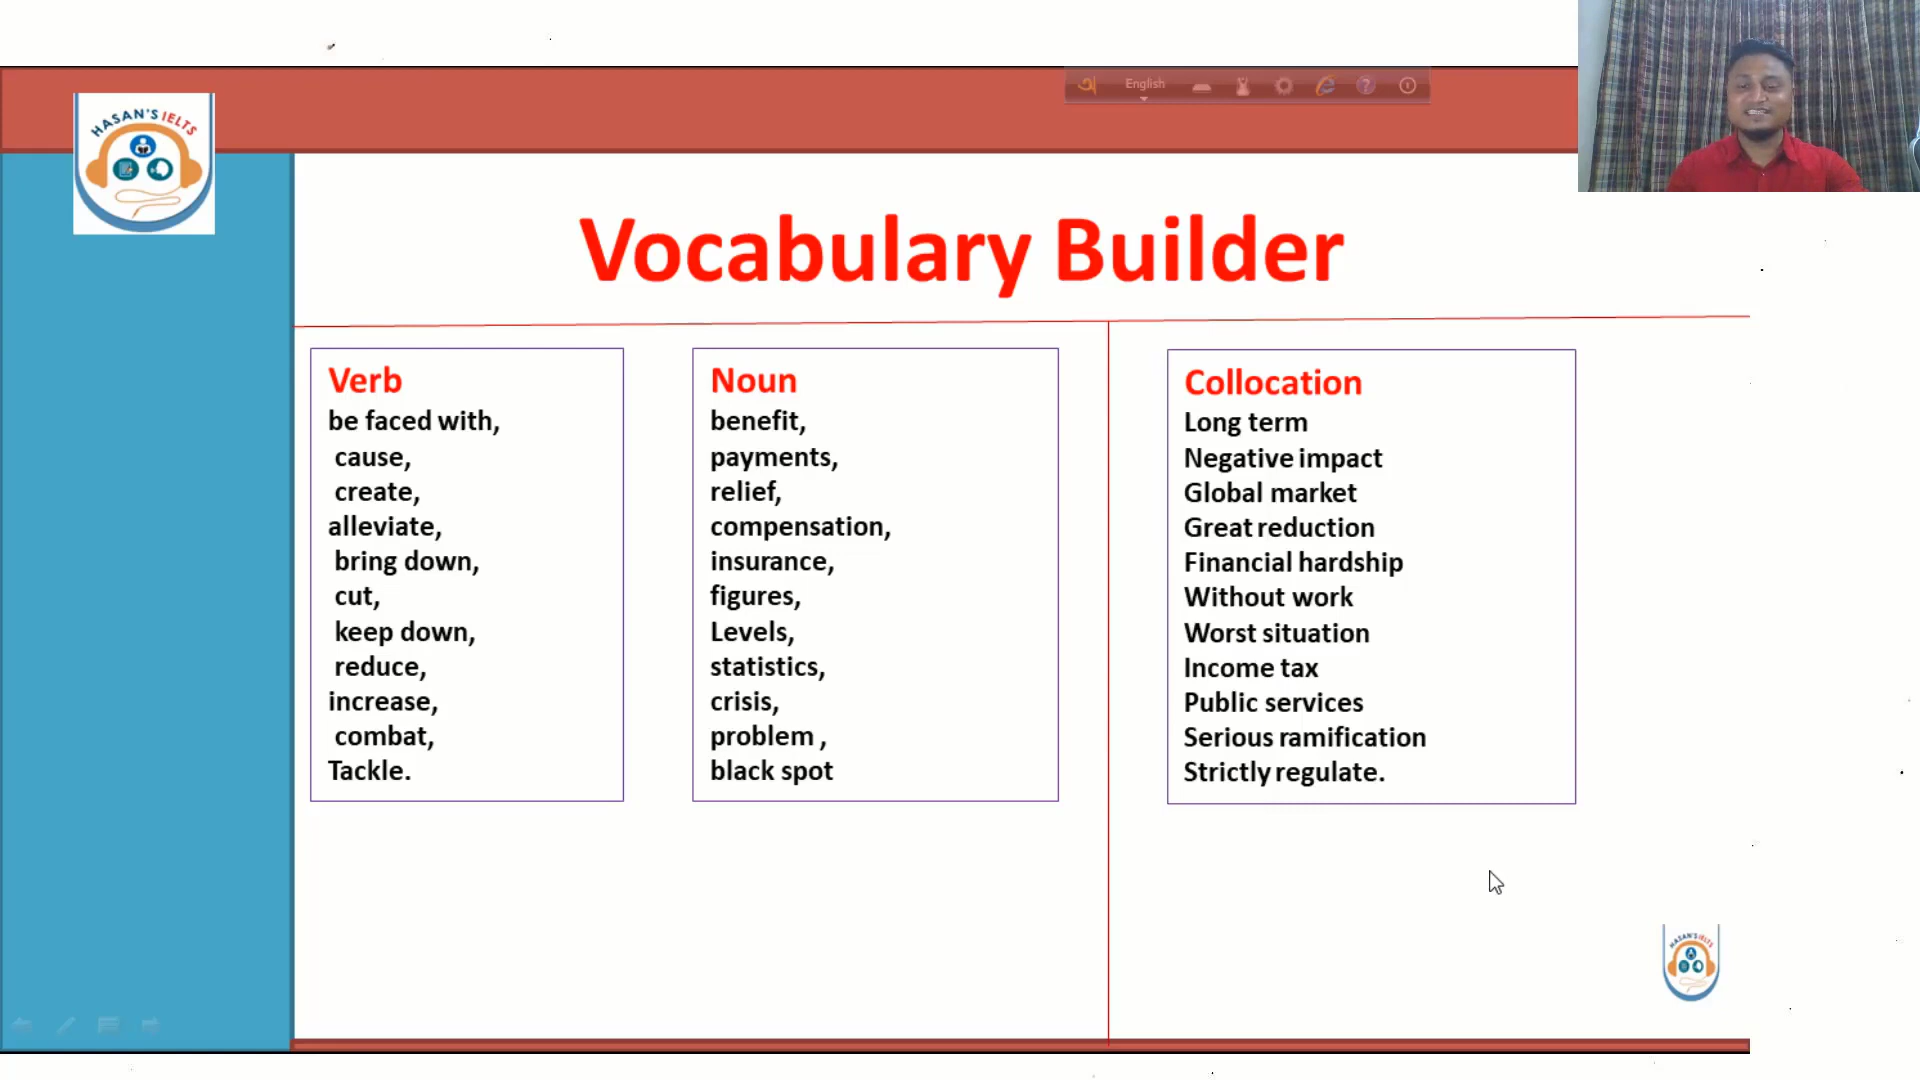 HASAN'S IELTS
English
Vocabulary Builder
Verb
be faced with,
cause,
create,
alleviate,
bring down,
cut,
keep down,
reduce,
increase,
combat,
Tackle.
Noun
benefit,
payments,
relief,
compensation,
insurance,
figures,
Levels,
statistics,
crisis,
problem ,
black spot
Collocation
Long term
Negative impact
Global market
Great reduction
Financial hardship
Without work
Worst situation
Income tax
Public services
Serious ramification
Strictly regulate.
HASAN'S IELTS